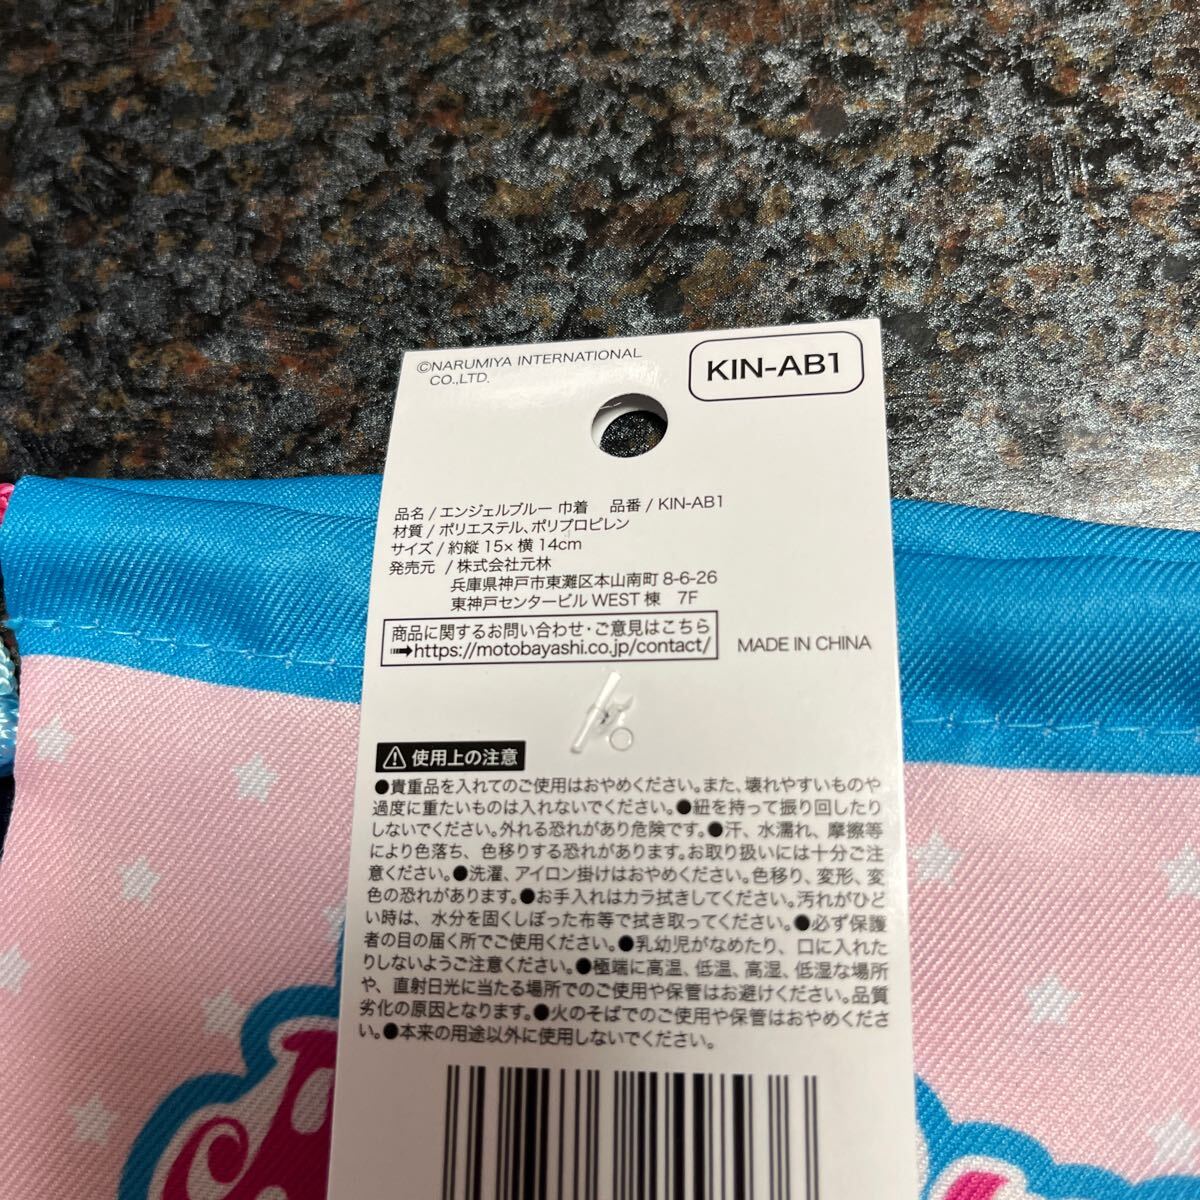 ©NARUMIYA INTERNATIONAL
CO.,LTD.
KIN-AB1
品名/エンジェルブルー 巾着 品番/KIN-AB1
材質/ポリエステル、ポリプロピレン
サイズ/約縦 15×横 14cm
発売元 /株式会社元林
兵庫県神戸市東灘区本山南町 8-6-26
東神戸センタービル WEST 棟 7F
商品に関するお問い合わせ・ご意見はこちら
➡https://motobayashi.co.jp/contact/
MADE IN CHINA
⚠使用上の注意
●貴重品を入れてのご使用はおやめください。また、壊れやすいものや
過度に重たいものは入れないでください。●紐を持って振り回したり
しないでください。外れる恐れがあり危険です。●汗、水濡れ、摩擦等
により色落ち、色移りする恐れがあります。お取り扱いには十分ご注
意ください。●洗濯、アイロン掛けはおやめください。色移り、変形、変
色の恐れがあります。●お手入れはカラ拭きしてください。汚れがひど
い時は、水分を固くしぼった布等で拭き取ってください。●必ず保護
者の目の届く所でご使用ください。●乳幼児がなめたり、口に入れた
りしないようご注意ください。●極端に高温、低温、高湿、低湿な場所
や、直射日光に当たる場所でのご使用や保管はお避けください。品質
劣化の原因となります。●火のそばでのご使用や保管はおやめくださ
い。●本来の用途以外に使用しないでください。